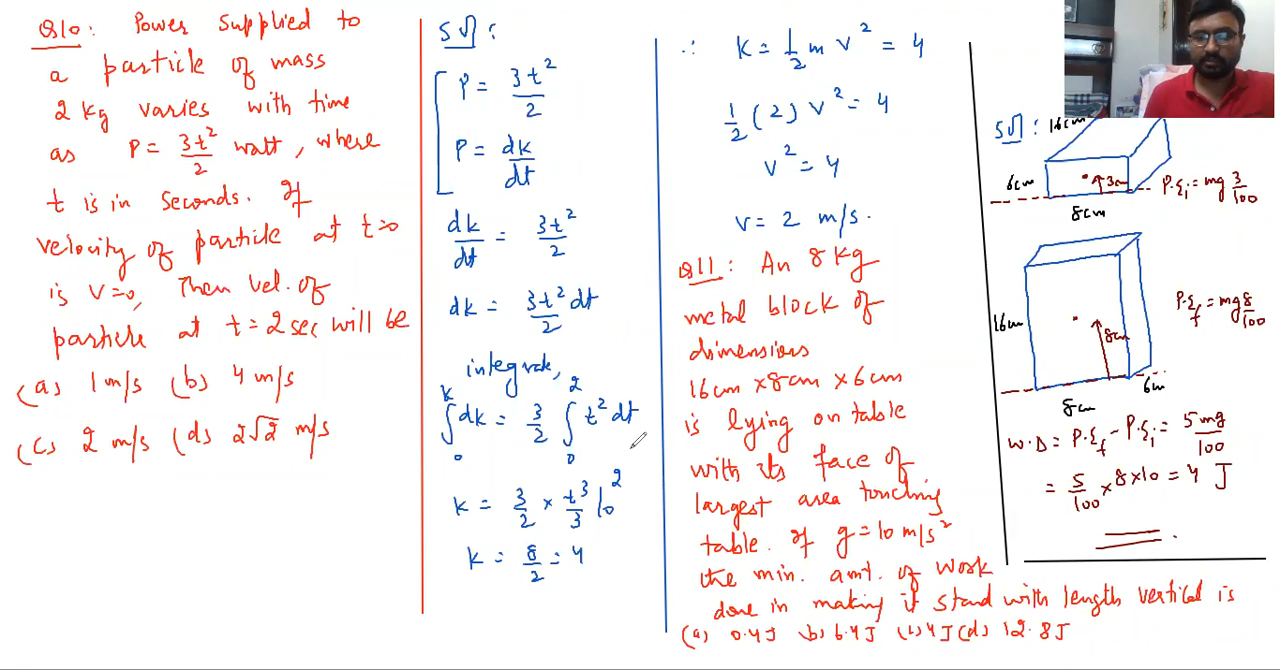 Q10: Power supplied to
a particle of mass
2 kg varies with time
as P = 3t²/2 watt, where
t is in seconds. If
velocity of particle at t=0
is v=0, Then vel. of
particle at t=2 sec will be
(a) 1 m/s (b) 4 m/s
(c) 2 m/s (d) 2√2 m/s
Sol:
P = 3t²/2
P = dk/dt
dk/dt = 3t²/2
dk = 3t²/2 dt
integrate,
∫₀ᵏ dk = 3/2 ∫₀² t² dt
k = 3/2 × t³/3 |₀²
k = 8/2 = 4
∴ k = 1/2 m v² = 4
1/2 (2) v² = 4
v² = 4
v = 2 m/s.
Q11: An 8 kg
metal block of
dimensions
16cm × 8cm × 6cm
is lying on table
with its face of
largest area touching
table. If g = 10 m/s²
the min. amt. of work
done in making it stand with length vertical is
(a) 0.4 J (b) 6.4 J (c) 4 J (d) 12.8 J
Sol: 16cm
6cm
3cm
P.Ei = mg 3/100
8cm
16cm
8cm
P.Ef = mg 8/100
6cm
8cm
W.D = P.Ef - P.Ei = 5mg/100
= 5/100 × 8 × 10 = 4 J